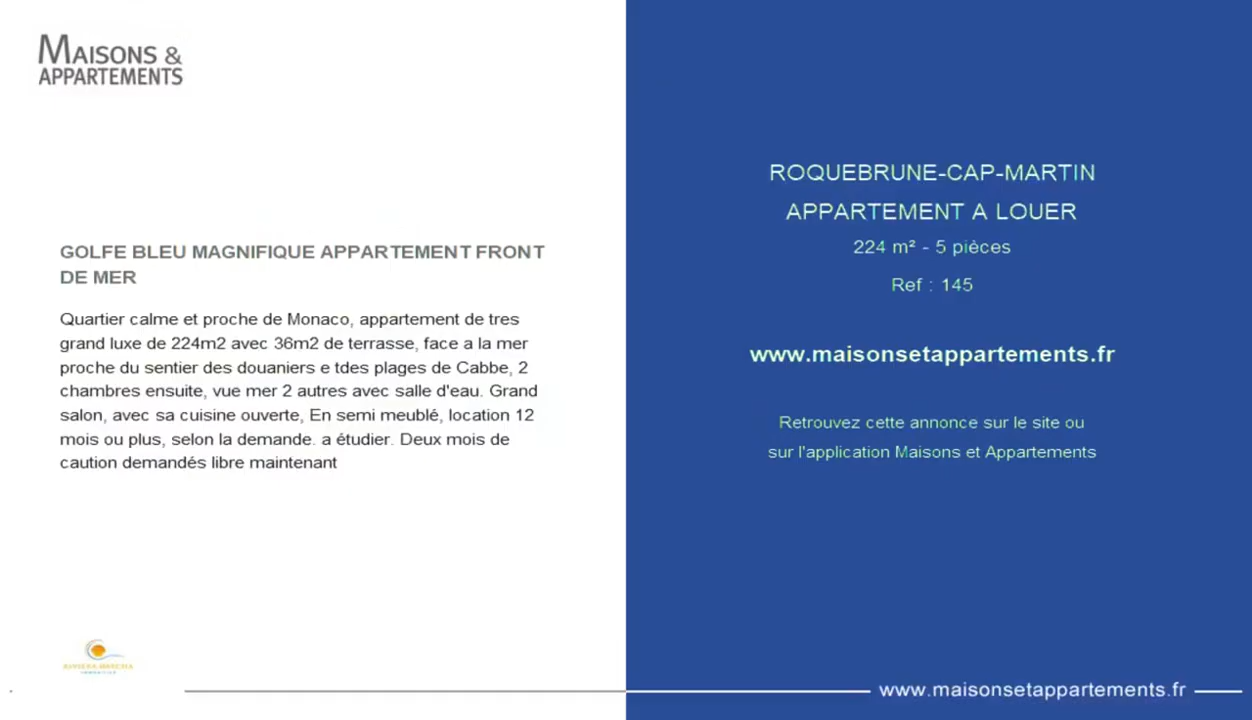 MAISONS &
APPARTEMENTS
GOLFE BLEU MAGNIFIQUE APPARTEMENT FRONT
DE MER
Quartier calme et proche de Monaco, appartement de tres
grand luxe de 224m2 avec 36m2 de terrasse, face a la mer
proche du sentier des douaniers e tdes plages de Cabbe, 2
chambres ensuite, vue mer 2 autres avec salle d'eau. Grand
salon, avec sa cuisine ouverte, En semi meublé, location 12
mois ou plus, selon la demande. a étudier. Deux mois de
caution demandés libre maintenant
ROQUEBRUNE-CAP-MARTIN
APPARTEMENT A LOUER
224 m² - 5 pièces
Ref : 145
www.maisonsetappartements.fr
Retrouvez cette annonce sur le site ou
sur l'application Maisons et Appartements
www.maisonsetappartements.fr